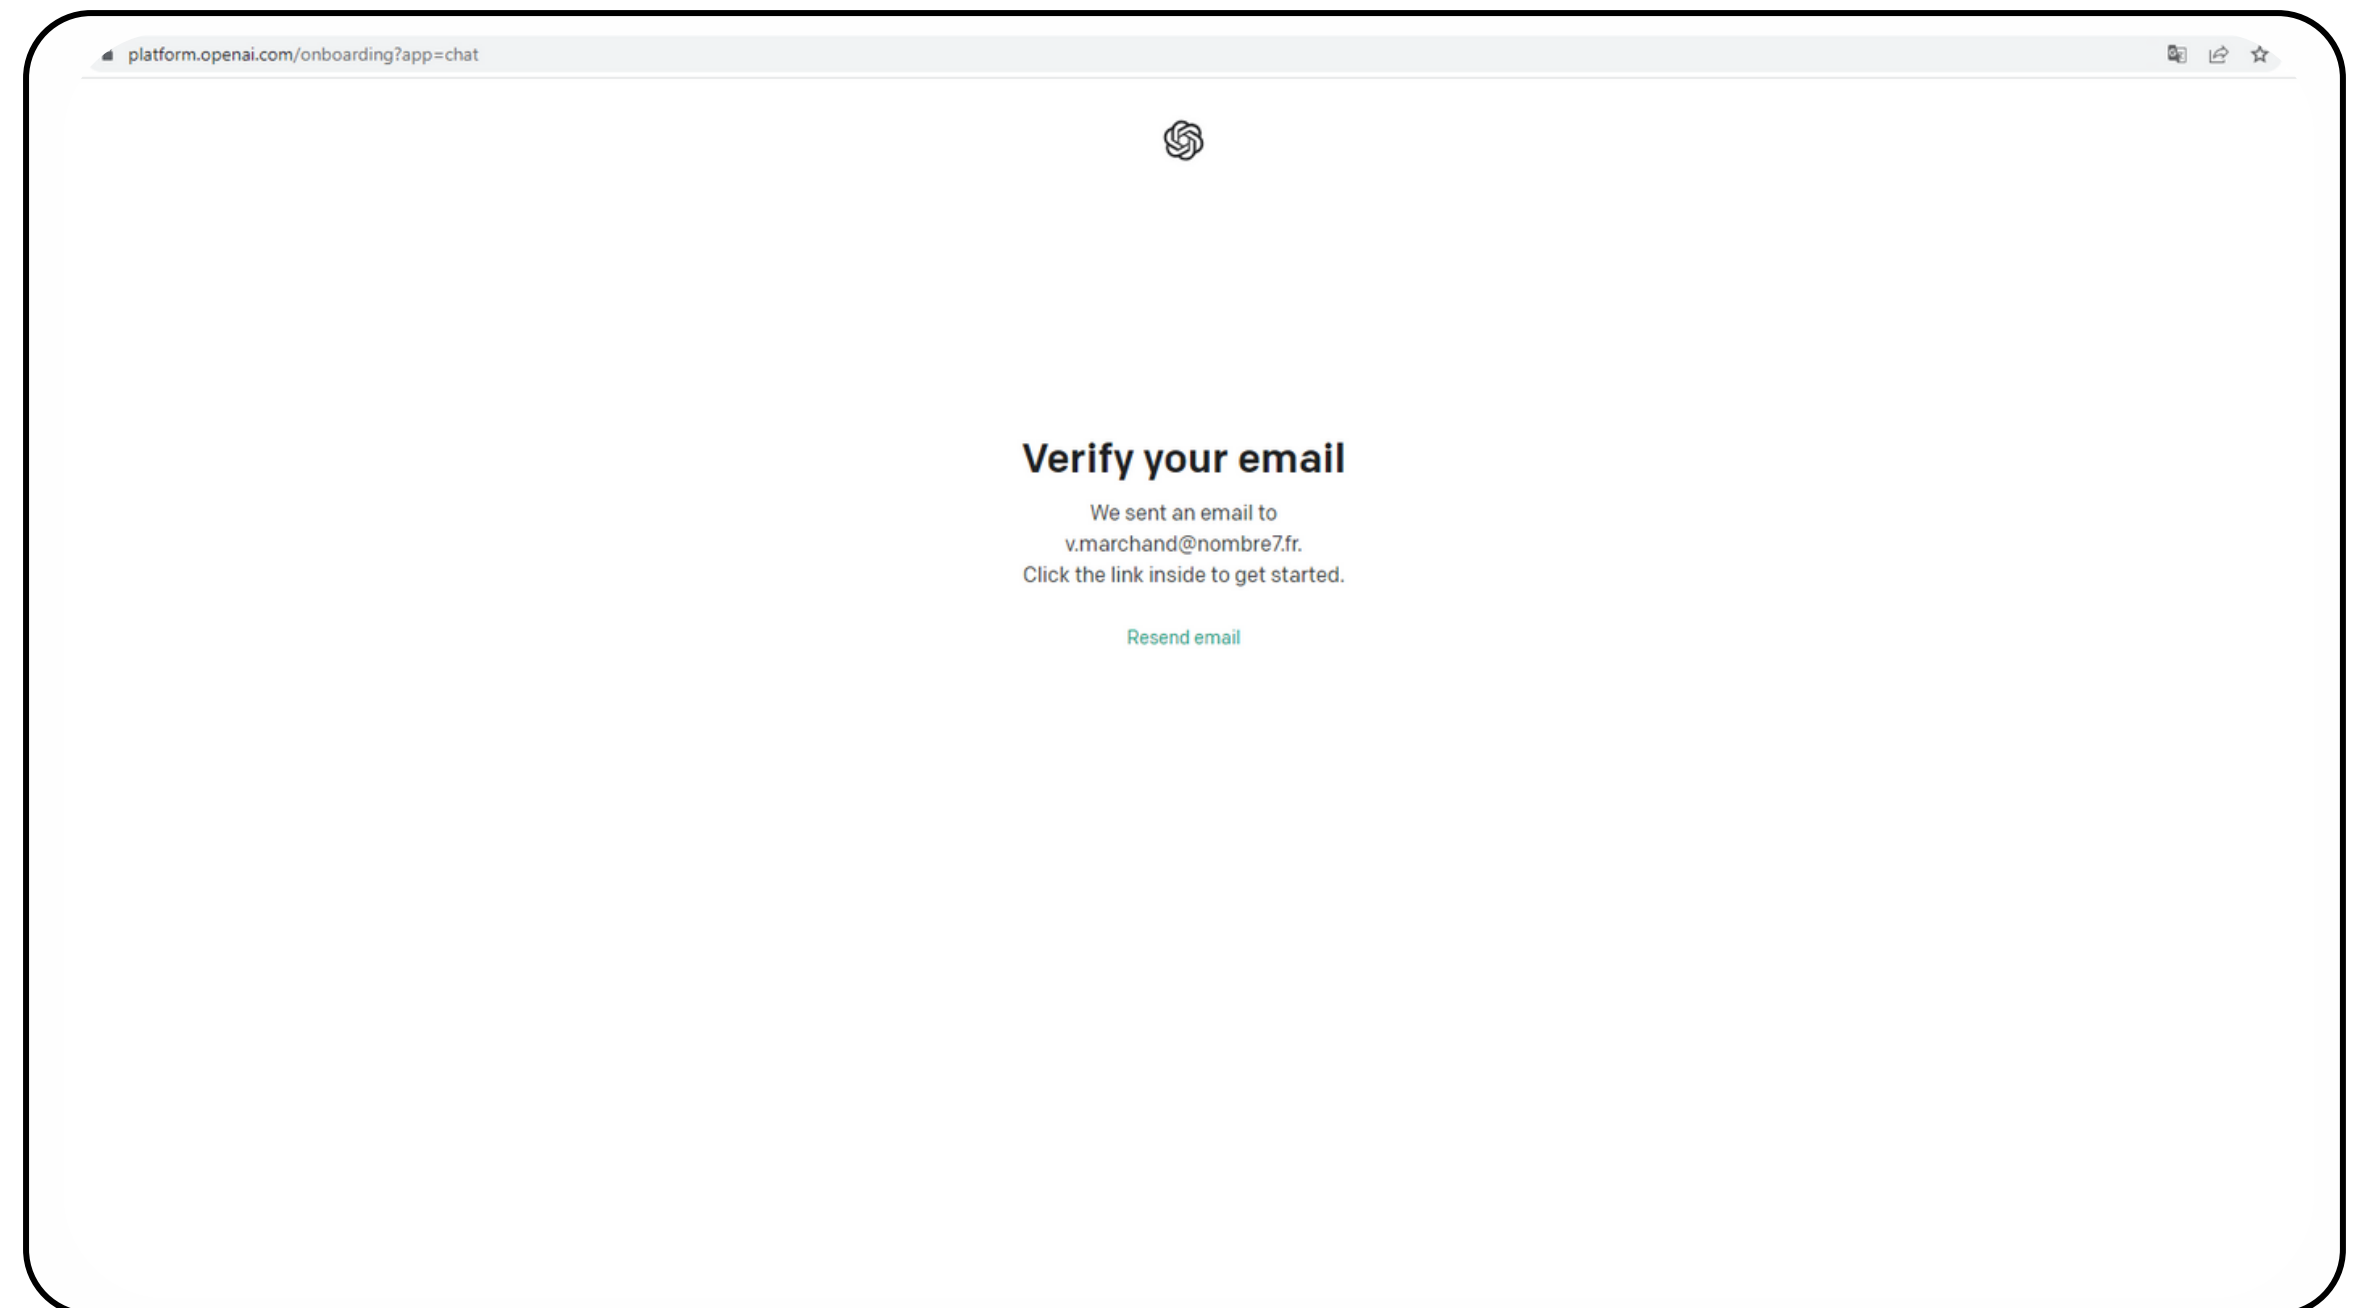 platform.openai.com/onboarding?app=chat
Verify your email
We sent an email to
v.marchand@nombre7.fr.
Click the link inside to get started.
Resend email